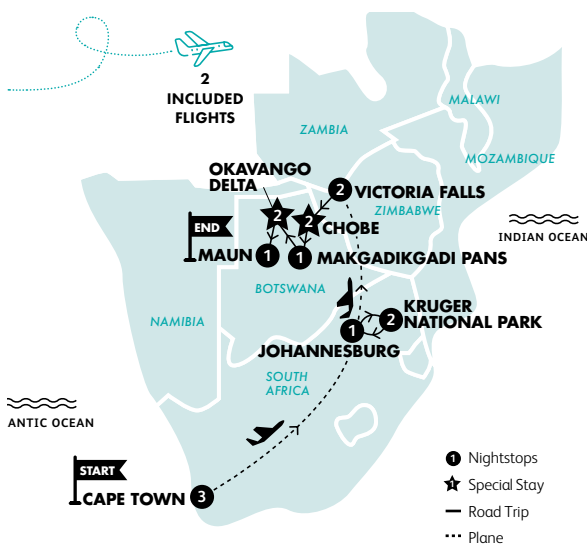 2
INCLUDED
FLIGHTS
MALAWI
ZAMBIA
MOZAMBIQUE
OKAVANGO
DELTA
2
VICTORIA FALLS
2
2
ZIMBABWE
END
CHOBE
INDIAN OCEAN
MAUN
1
1
MAKGADIKGADI PANS
BOTSWANA
KRUGER
NATIONAL PARK
NAMIBIA
1
2
JOHANNESBURG
SOUTH
AFRICA
ANTIC OCEAN
START
CAPE TOWN
3
1 Nightstops
1 Special Stay
Road Trip
Plane